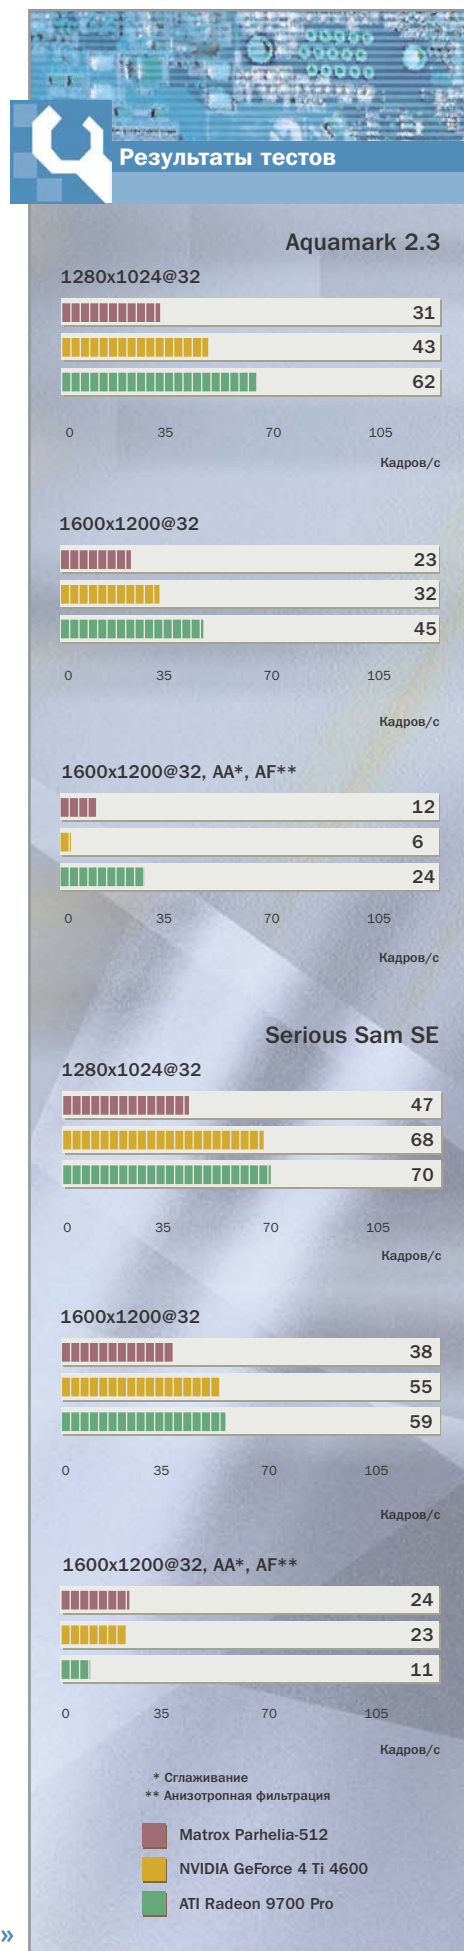 Результаты тестов
Aquamark 2.3
1280x1024@32
31
43
62
0 35 70 105
Кадров/с
1600x1200@32
23
32
45
0 35 70 105
Кадров/с
1600x1200@32, AA*, AF**
12
6
24
0 35 70 105
Кадров/с
Serious Sam SE
1280x1024@32
47
68
70
0 35 70 105
Кадров/с
1600x1200@32
38
55
59
0 35 70 105
Кадров/с
1600x1200@32, AA*, AF**
24
23
11
0 35 70 105
Кадров/с
* Сглаживание
** Анизотропная фильтрация
Matrox Parhelia-512
NVIDIA GeForce 4 Ti 4600
ATI Radeon 9700 Pro
»